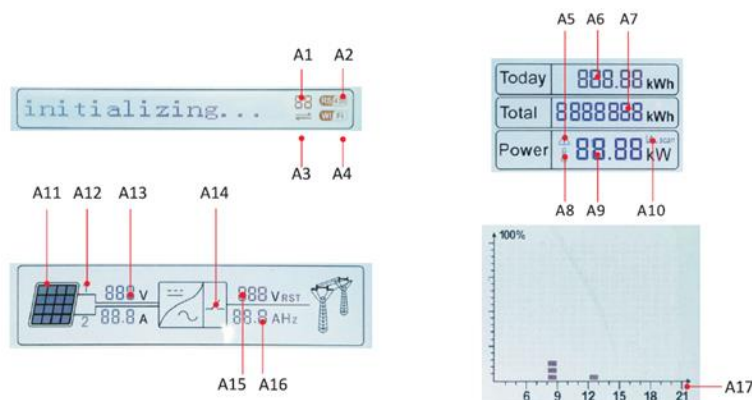 A1 A2
initializing... 88
A3 A4
A5 A6 A7
Today 888.88 kWh
Total 8888888 kWh
Power 88.88 kW
A8 A9 A10
A11 A12 A13 A14
1 888 V 888 VRST
2 88.8 A 88.8 AHz
A15 A16
100%
A17
6 9 12 15 18 21